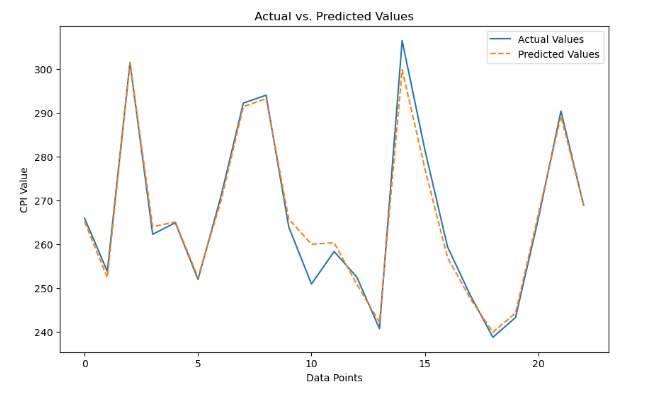 Actual vs. Predicted Values
Actual Values
Predicted Values
300
290
280
270
260
250
240
CPI Value
0
5
10
15
20
Data Points